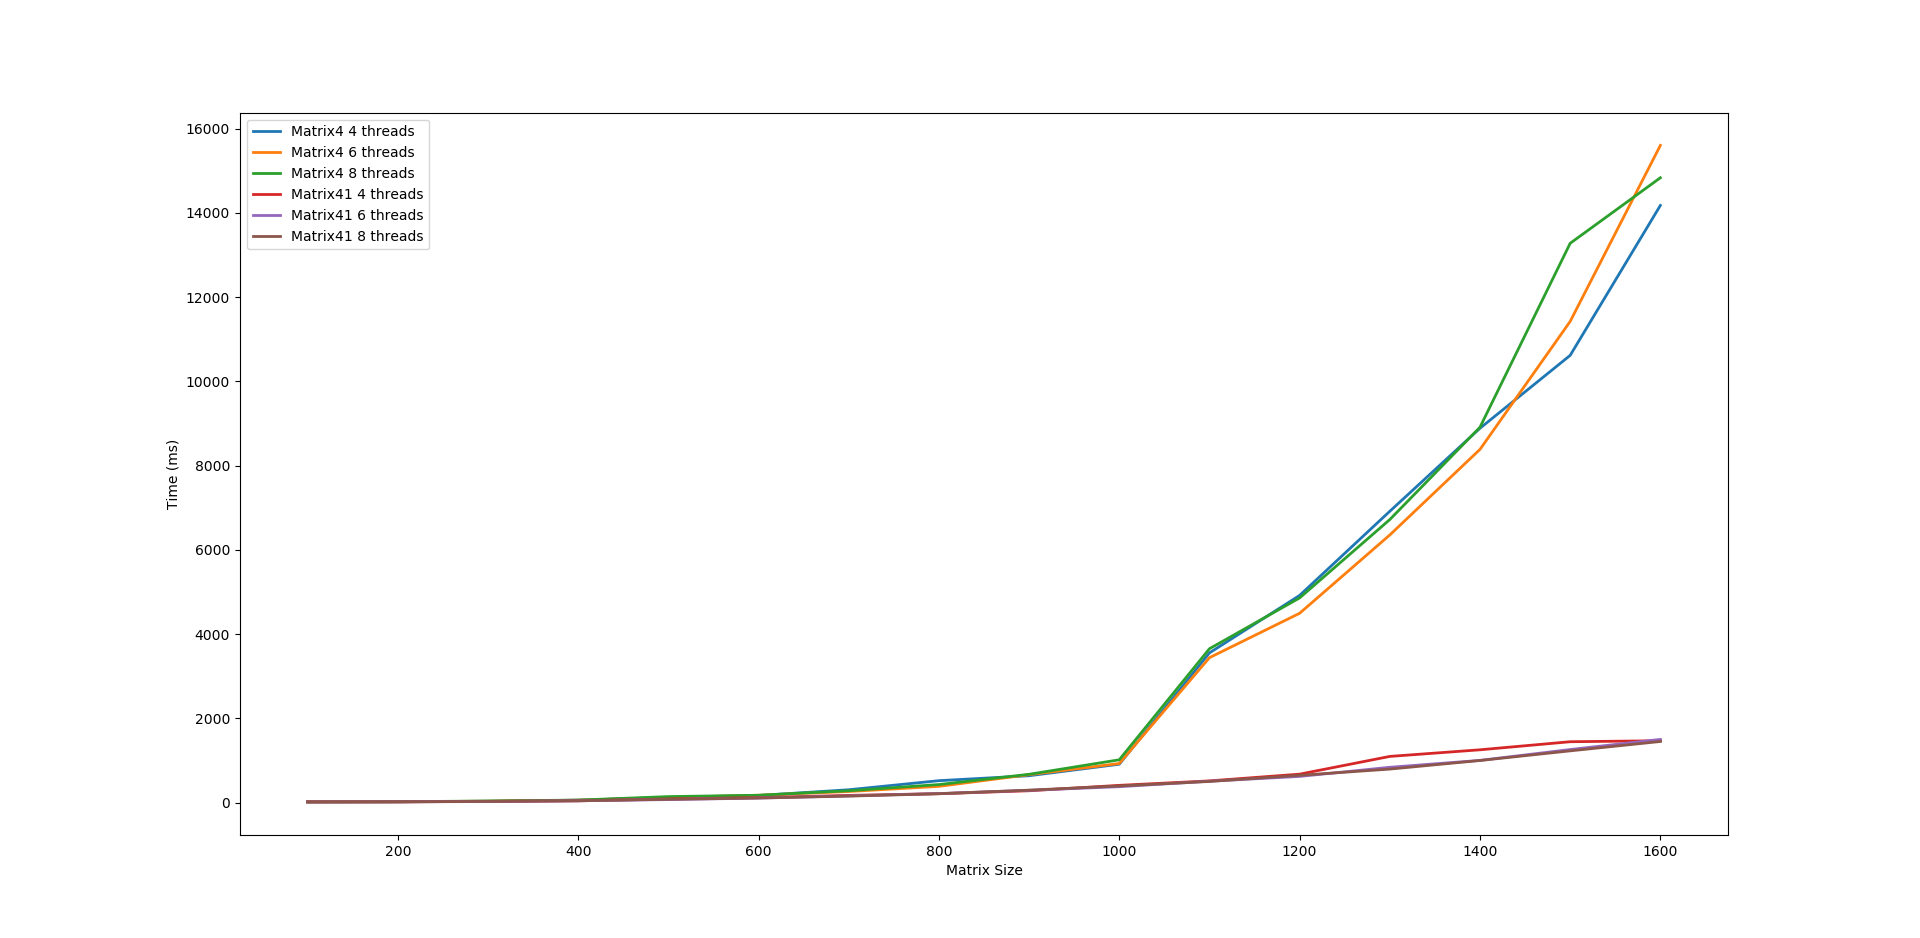 Matrix4 4 threads
Matrix4 6 threads
Matrix4 8 threads
Matrix41 4 threads
Matrix41 6 threads
Matrix41 8 threads
16000
14000
12000
10000
8000
6000
4000
2000
0
Time (ms)
200 400 600 800 1000 1200 1400 1600
Matrix Size